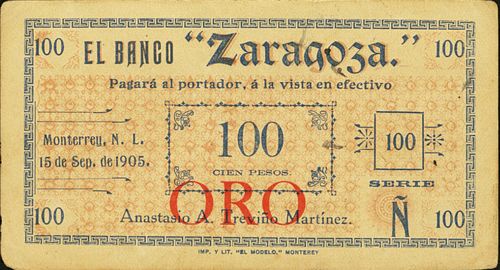 100 EL BANCO "Zaragoza." 100
Pagará al portador, á la vista en efectivo
Monterreu, N. L.
15 de Sep. de 1905.
100
CIEN PESOS.
100
SERIE
ORO
Anastasio A. Treviño Martínez.
100 Ñ 100
IMP. Y LIT. "EL MODELO," MONTEREY